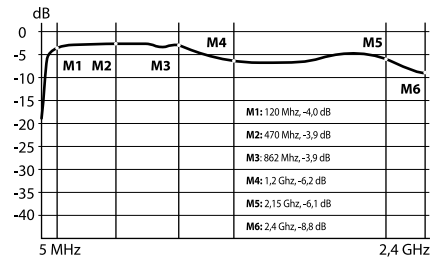 dB
0
-5
-10
-15
-20
-25
-30
-35
-40
M1 M2 M3 M4 M5 M6
M1: 120 Mhz, -4,0 dB
M2: 470 Mhz, -3,9 dB
M3: 862 Mhz, -3,9 dB
M4: 1,2 Ghz, -6,2 dB
M5: 2,15 Ghz, -6,1 dB
M6: 2,4 Ghz, -8,8 dB
5 MHz 2,4 GHz